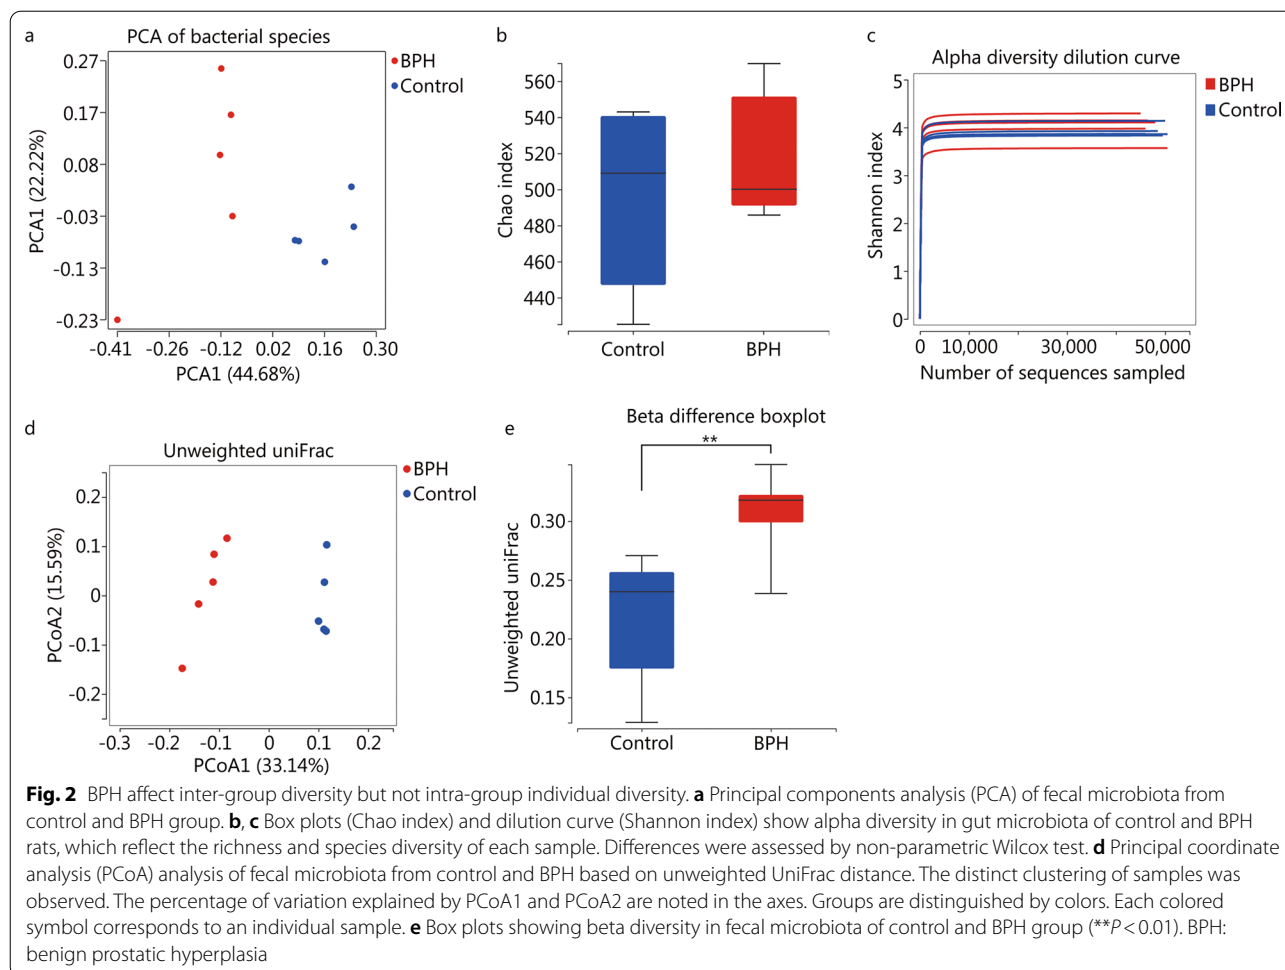 a
PCA of bacterial species
BPH
Control
0.27
0.17
0.08
-0.03
-0.13
-0.23
PCA1 (22.22%)
-0.41 -0.26 -0.12 0.02 0.16 0.30
PCA1 (44.68%)
b
560
540
520
500
480
460
440
Chao index
Control BPH
c
Alpha diversity dilution curve
BPH
Control
5
4
3
2
1
0
Shannon index
0 10,000 30,000 50,000
Number of sequences sampled
d
Unweighted uniFrac
BPH
Control
0.2
0.1
0
-0.1
-0.2
PCoA2 (15.59%)
-0.3 -0.2 -0.1 0 0.1 0.2
PCoA1 (33.14%)
e
Beta difference boxplot
**
0.30
0.25
0.20
0.15
Unweighted uniFrac
Control BPH
Fig. 2 BPH affect inter-group diversity but not intra-group individual diversity. a Principal components analysis (PCA) of fecal microbiota from
control and BPH group. b, c Box plots (Chao index) and dilution curve (Shannon index) show alpha diversity in gut microbiota of control and BPH
rats, which reflect the richness and species diversity of each sample. Differences were assessed by non-parametric Wilcox test. d Principal coordinate
analysis (PCoA) analysis of fecal microbiota from control and BPH based on unweighted UniFrac distance. The distinct clustering of samples was
observed. The percentage of variation explained by PCoA1 and PCoA2 are noted in the axes. Groups are distinguished by colors. Each colored
symbol corresponds to an individual sample. e Box plots showing beta diversity in fecal microbiota of control and BPH group (**P < 0.01). BPH:
benign prostatic hyperplasia